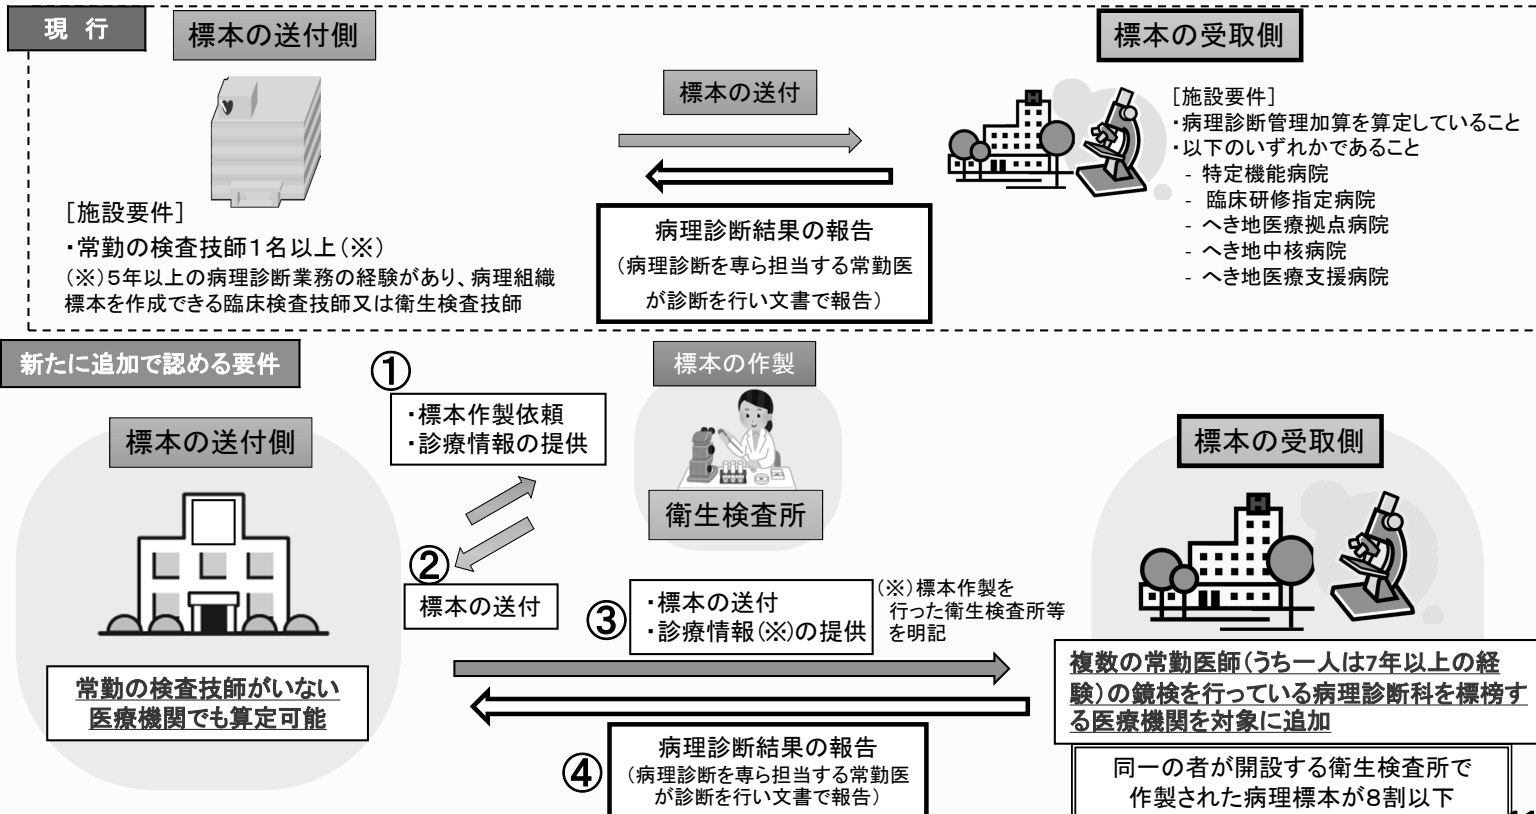 現 行
標本の送付側
［施設要件］
・常勤の検査技師１名以上（※）
（※）５年以上の病理診断業務の経験があり、病理組織
標本を作成できる臨床検査技師又は衛生検査技師
標本の送付
病理診断結果の報告
（病理診断を専ら担当する常勤医
が診断を行い文書で報告）
標本の受取側
H
［施設要件］
・病理診断管理加算を算定していること
・以下のいずれかであること
- 特定機能病院
- 臨床研修指定病院
- へき地医療拠点病院
- へき地中核病院
- へき地医療支援病院
新たに追加で認める要件
標本の送付側
常勤の検査技師がいない
医療機関でも算定可能
①
・標本作製依頼
・診療情報の提供
標本の作製
衛生検査所
②
標本の送付
③
・標本の送付
・診療情報（※）の提供
（※）標本作製を
行った衛生検査所等
を明記
④
病理診断結果の報告
（病理診断を専ら担当する常勤医
が診断を行い文書で報告）
標本の受取側
H
複数の常勤医師（うち一人は7年以上の経
験）の鏡検を行っている病理診断科を標榜す
る医療機関を対象に追加
同一の者が開設する衛生検査所で
作製された病理標本が８割以下